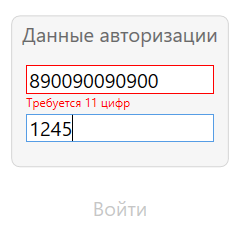 Данные авторизации
890090090900
Требуется 11 цифр
1245
Войти